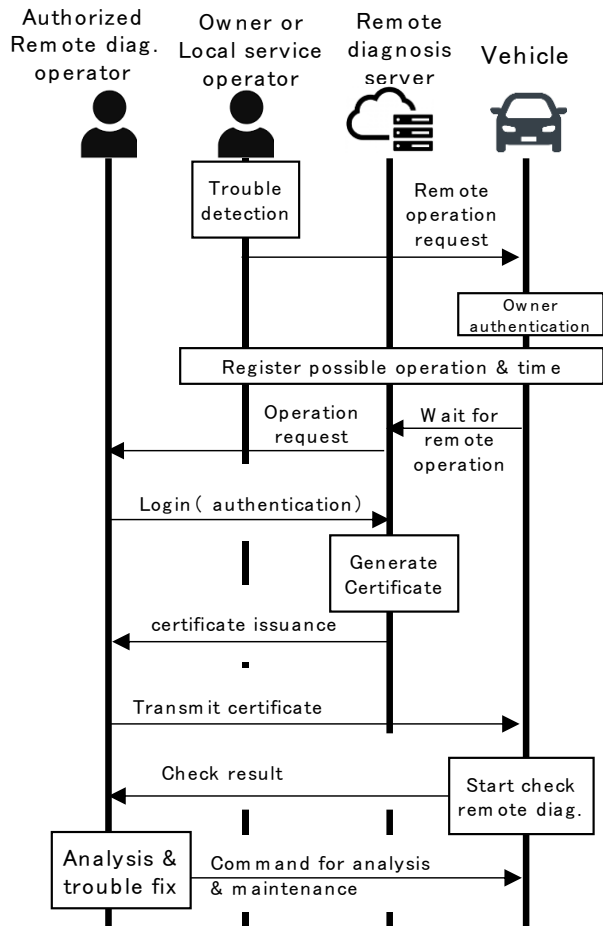 Authorized
Remote diag.
operator
Owner or
Local service
operator
Remote
diagnosis
server
Vehicle
Trouble
detection
Remote
operation
request
Owner
authentication
Register possible operation & time
Operation
request
Wait for
remote
operation
Login( authentication)
Generate
Certificate
certificate issuance
Transmit certificate
Check result
Start check
remote diag.
Analysis &
trouble fix
Command for analysis
& maintenance